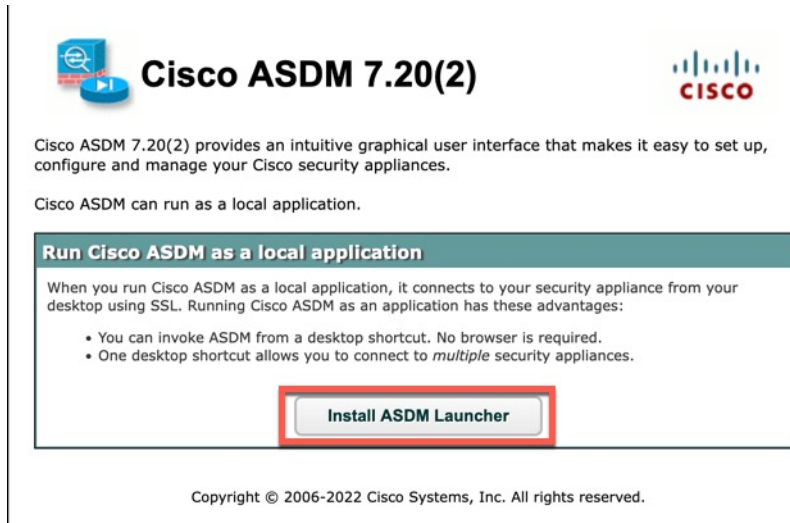 Cisco ASDM 7.20(2)
CISCO
Cisco ASDM 7.20(2) provides an intuitive graphical user interface that makes it easy to set up,
configure and manage your Cisco security appliances.
Cisco ASDM can run as a local application.
Run Cisco ASDM as a local application
When you run Cisco ASDM as a local application, it connects to your security appliance from your
desktop using SSL. Running Cisco ASDM as an application has these advantages:
• You can invoke ASDM from a desktop shortcut. No browser is required.
• One desktop shortcut allows you to connect to multiple security appliances.
Install ASDM Launcher
Copyright © 2006-2022 Cisco Systems, Inc. All rights reserved.